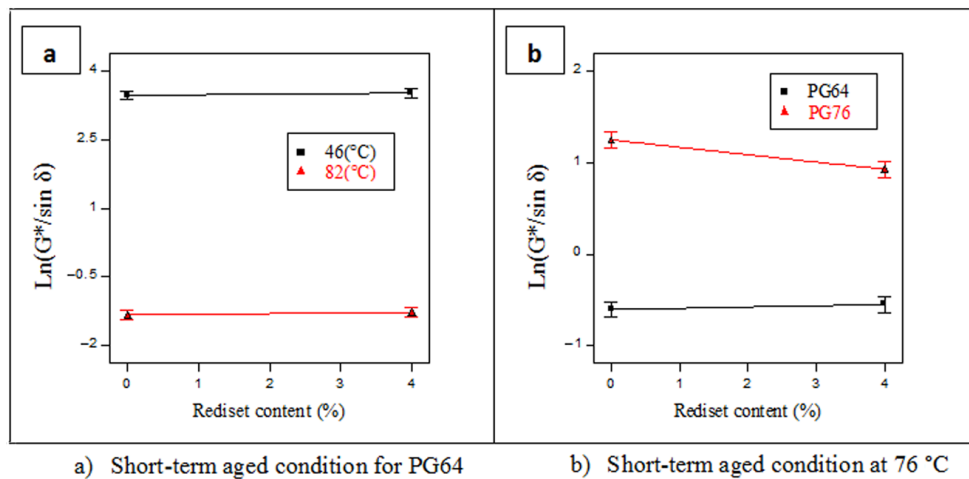 a
4
2.5
1
−0.5
−2
Ln(G*/sin δ)
46(°C)
82(°C)
0 1 2 3 4
Rediset content (%)
b
2
1
0
−1
Ln(G*/sin δ)
PG64
PG76
0 1 2 3 4
Rediset content (%)
a) Short-term aged condition for PG64
b) Short-term aged condition at 76 °C